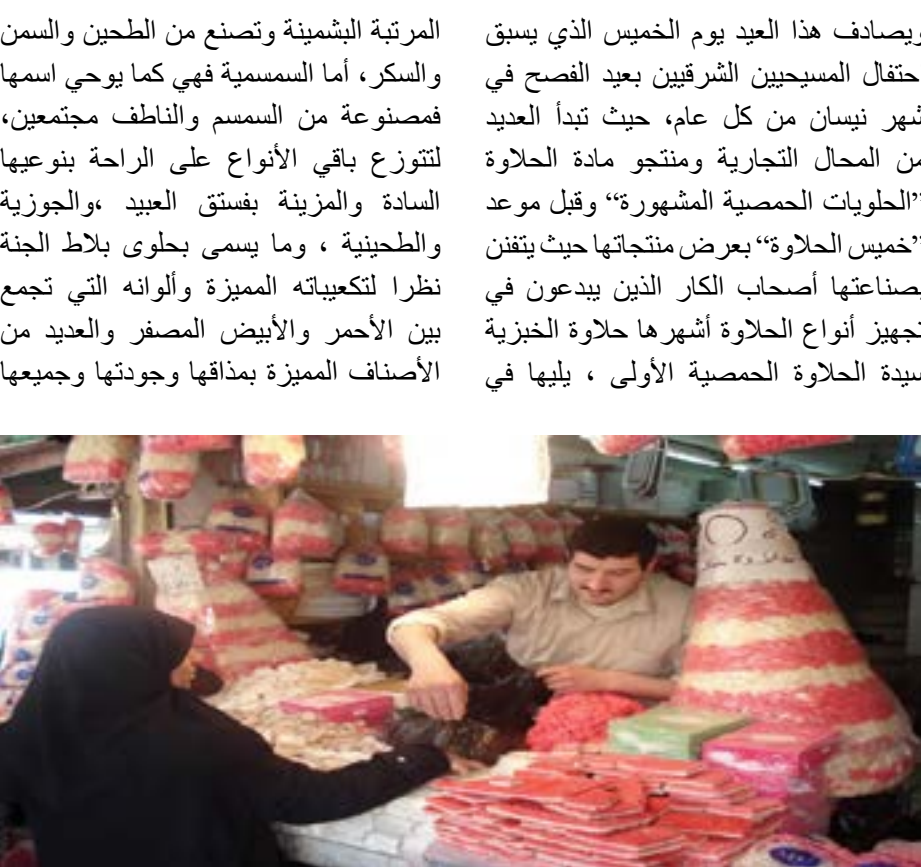 ويصادف هذا العيد يوم الخميس الذي يسبق
احتفال المسيحيين الشرقيين بعيد الفصح في
شهر نيسان من كل عام، حيث تبدأ العديد
من المحال التجارية ومنتجو مادة الحلاوة
”الحلويات الحمصية المشهورة“ وقبل موعد
”خميس الحلاوة“ بعرض منتجاتها حيث يتفنن
بصناعتها أصحاب الكار الذين يبدعون في
تجهيز أنواع الحلاوة أشهرها حلاوة الخبزية
سيدة الحلاوة الحمصية الأولى ، يليها في
المرتبة البشمينة وتصنع من الطحين والسمن
والسكر، أما السمسمية فهي كما يوحي اسمها
فمصنوعة من السمسم والناطف مجتمعين،
لتتوزع باقي الأنواع على الراحة بنوعيها
السادة والمزينة بفستق العبيد ،والجوزية
والطحينية ، وما يسمى بحلوى بلاط الجنة
نظرا لتكعيباته المميزة وألوانه التي تجمع
بين الأحمر والأبيض المصفر والعديد من
الأصناف المميزة بمذاقها وجودتها وجميعها